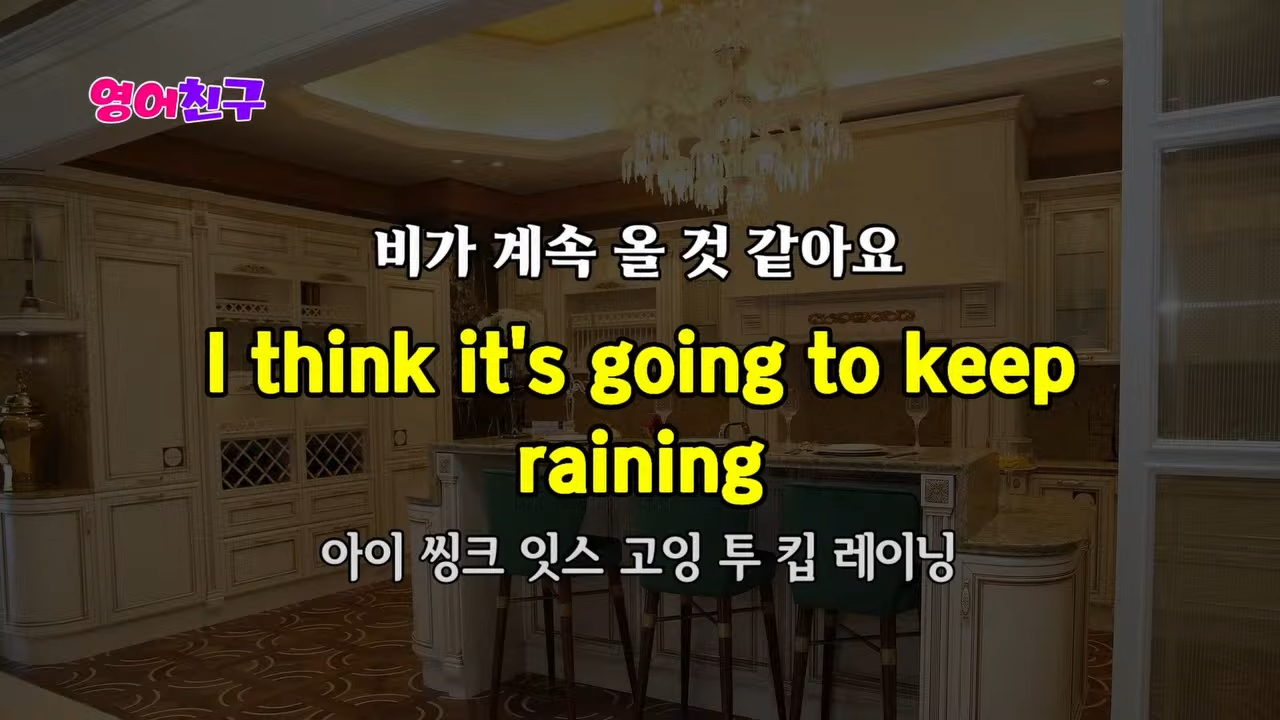 영어친구
비가 계속 올 것 같아요
I think it's going to keep
raining
아이 씽크 잇스 고잉 투 킵 레이닝